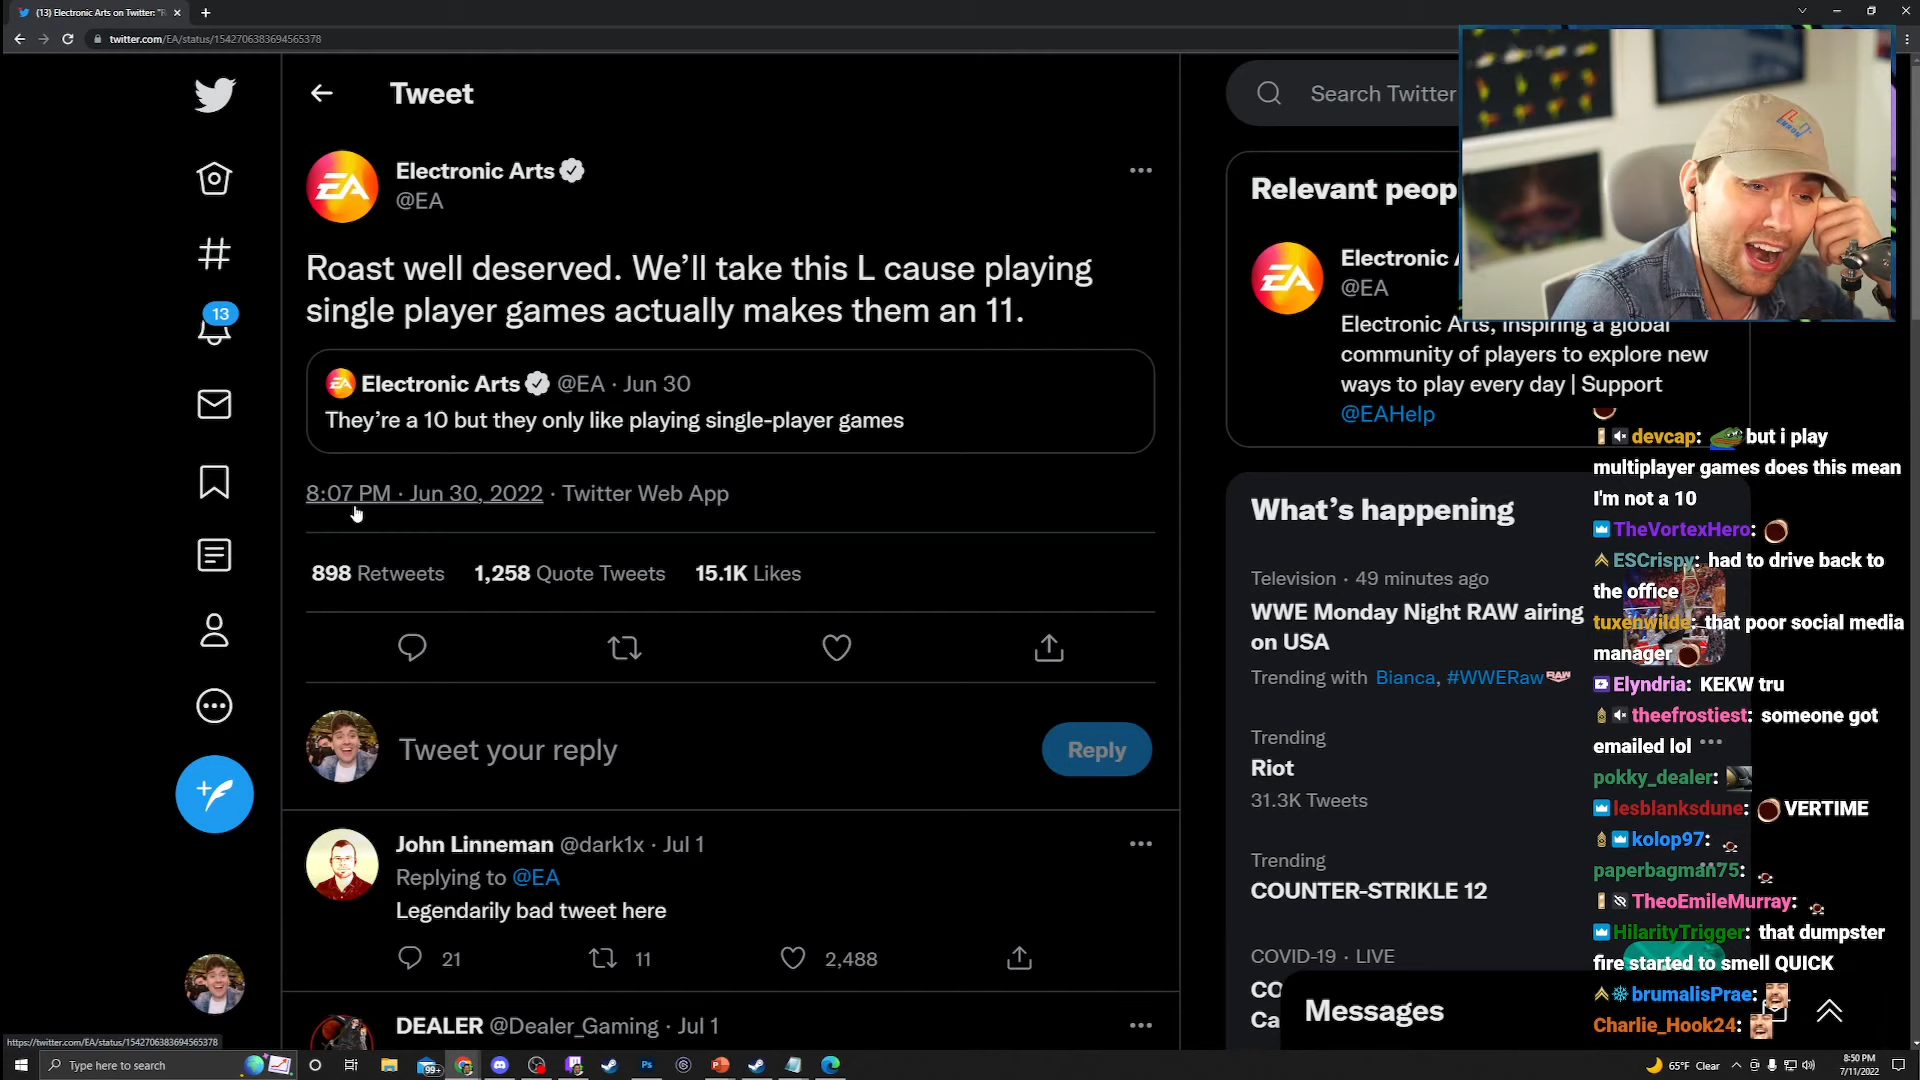 (13) Electronic Arts on Twitter: "R
twitter.com/EA/status/1542706383694565378
Tweet
Search Twitter
Electronic Arts
@EA
Roast well deserved. We’ll take this L cause playing
single player games actually makes them an 11.
Electronic Arts @EA · Jun 30
They’re a 10 but they only like playing single-player games
8:07 PM · Jun 30, 2022 · Twitter Web App
898 Retweets 1,258 Quote Tweets 15.1K Likes
13
Tweet your reply
Reply
John Linneman @dark1x · Jul 1
Replying to @EA
Legendarily bad tweet here
21 11 2,488
DEALER @Dealer_Gaming · Jul 1
Relevant peop
Electronic A
@EA
Electronic Arts, Inspiring a global
community of players to explore new
ways to play every day | Support
@EAHelp
What’s happening
Television · 49 minutes ago
WWE Monday Night RAW airing
on USA
Trending with Bianca, #WWERaw
Trending
Riot
31.3K Tweets
Trending
COUNTER-STRIKLE 12
COVID-19 · LIVE
CO
Ca
Messages
devcap: but i play
multiplayer games does this mean
I'm not a 10
TheVortexHero:
ESCrispy: had to drive back to
the office
tuxenwilde: that poor social media
manager
Elyndria: KEKW tru
theefrostiest: someone got
emailed lol
pokky_dealer:
lesblanksdune: VERTIME
kolop97:
paperbagman75:
TheoEmileMurray:
HilarityTrigger: that dumpster
fire started to smell QUICK
brumalisPrae:
Charlie_Hook24:
https://twitter.com/EA/status/1542706383694565378
Type here to search
99+
65°F Clear
8:50 PM
7/11/2022